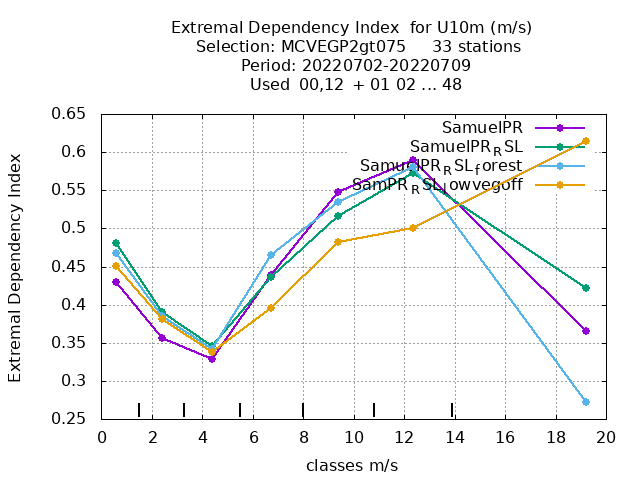 Extremal Dependency Index  for U10m (m/s)
Selection: MCVEGP2gt075     33 stations
Period: 20220702-20220709
Used  00,12  + 01 02 ... 48
SamuelPR
SamuelPR_RSL
SamuelPR_RSL_forest
SamPR_RSL_lowvegoff
Extremal Dependency Index
0.65
0.6
0.55
0.5
0.45
0.4
0.35
0.3
0.25
0 2 4 6 8 10 12 14 16 18 20
classes m/s